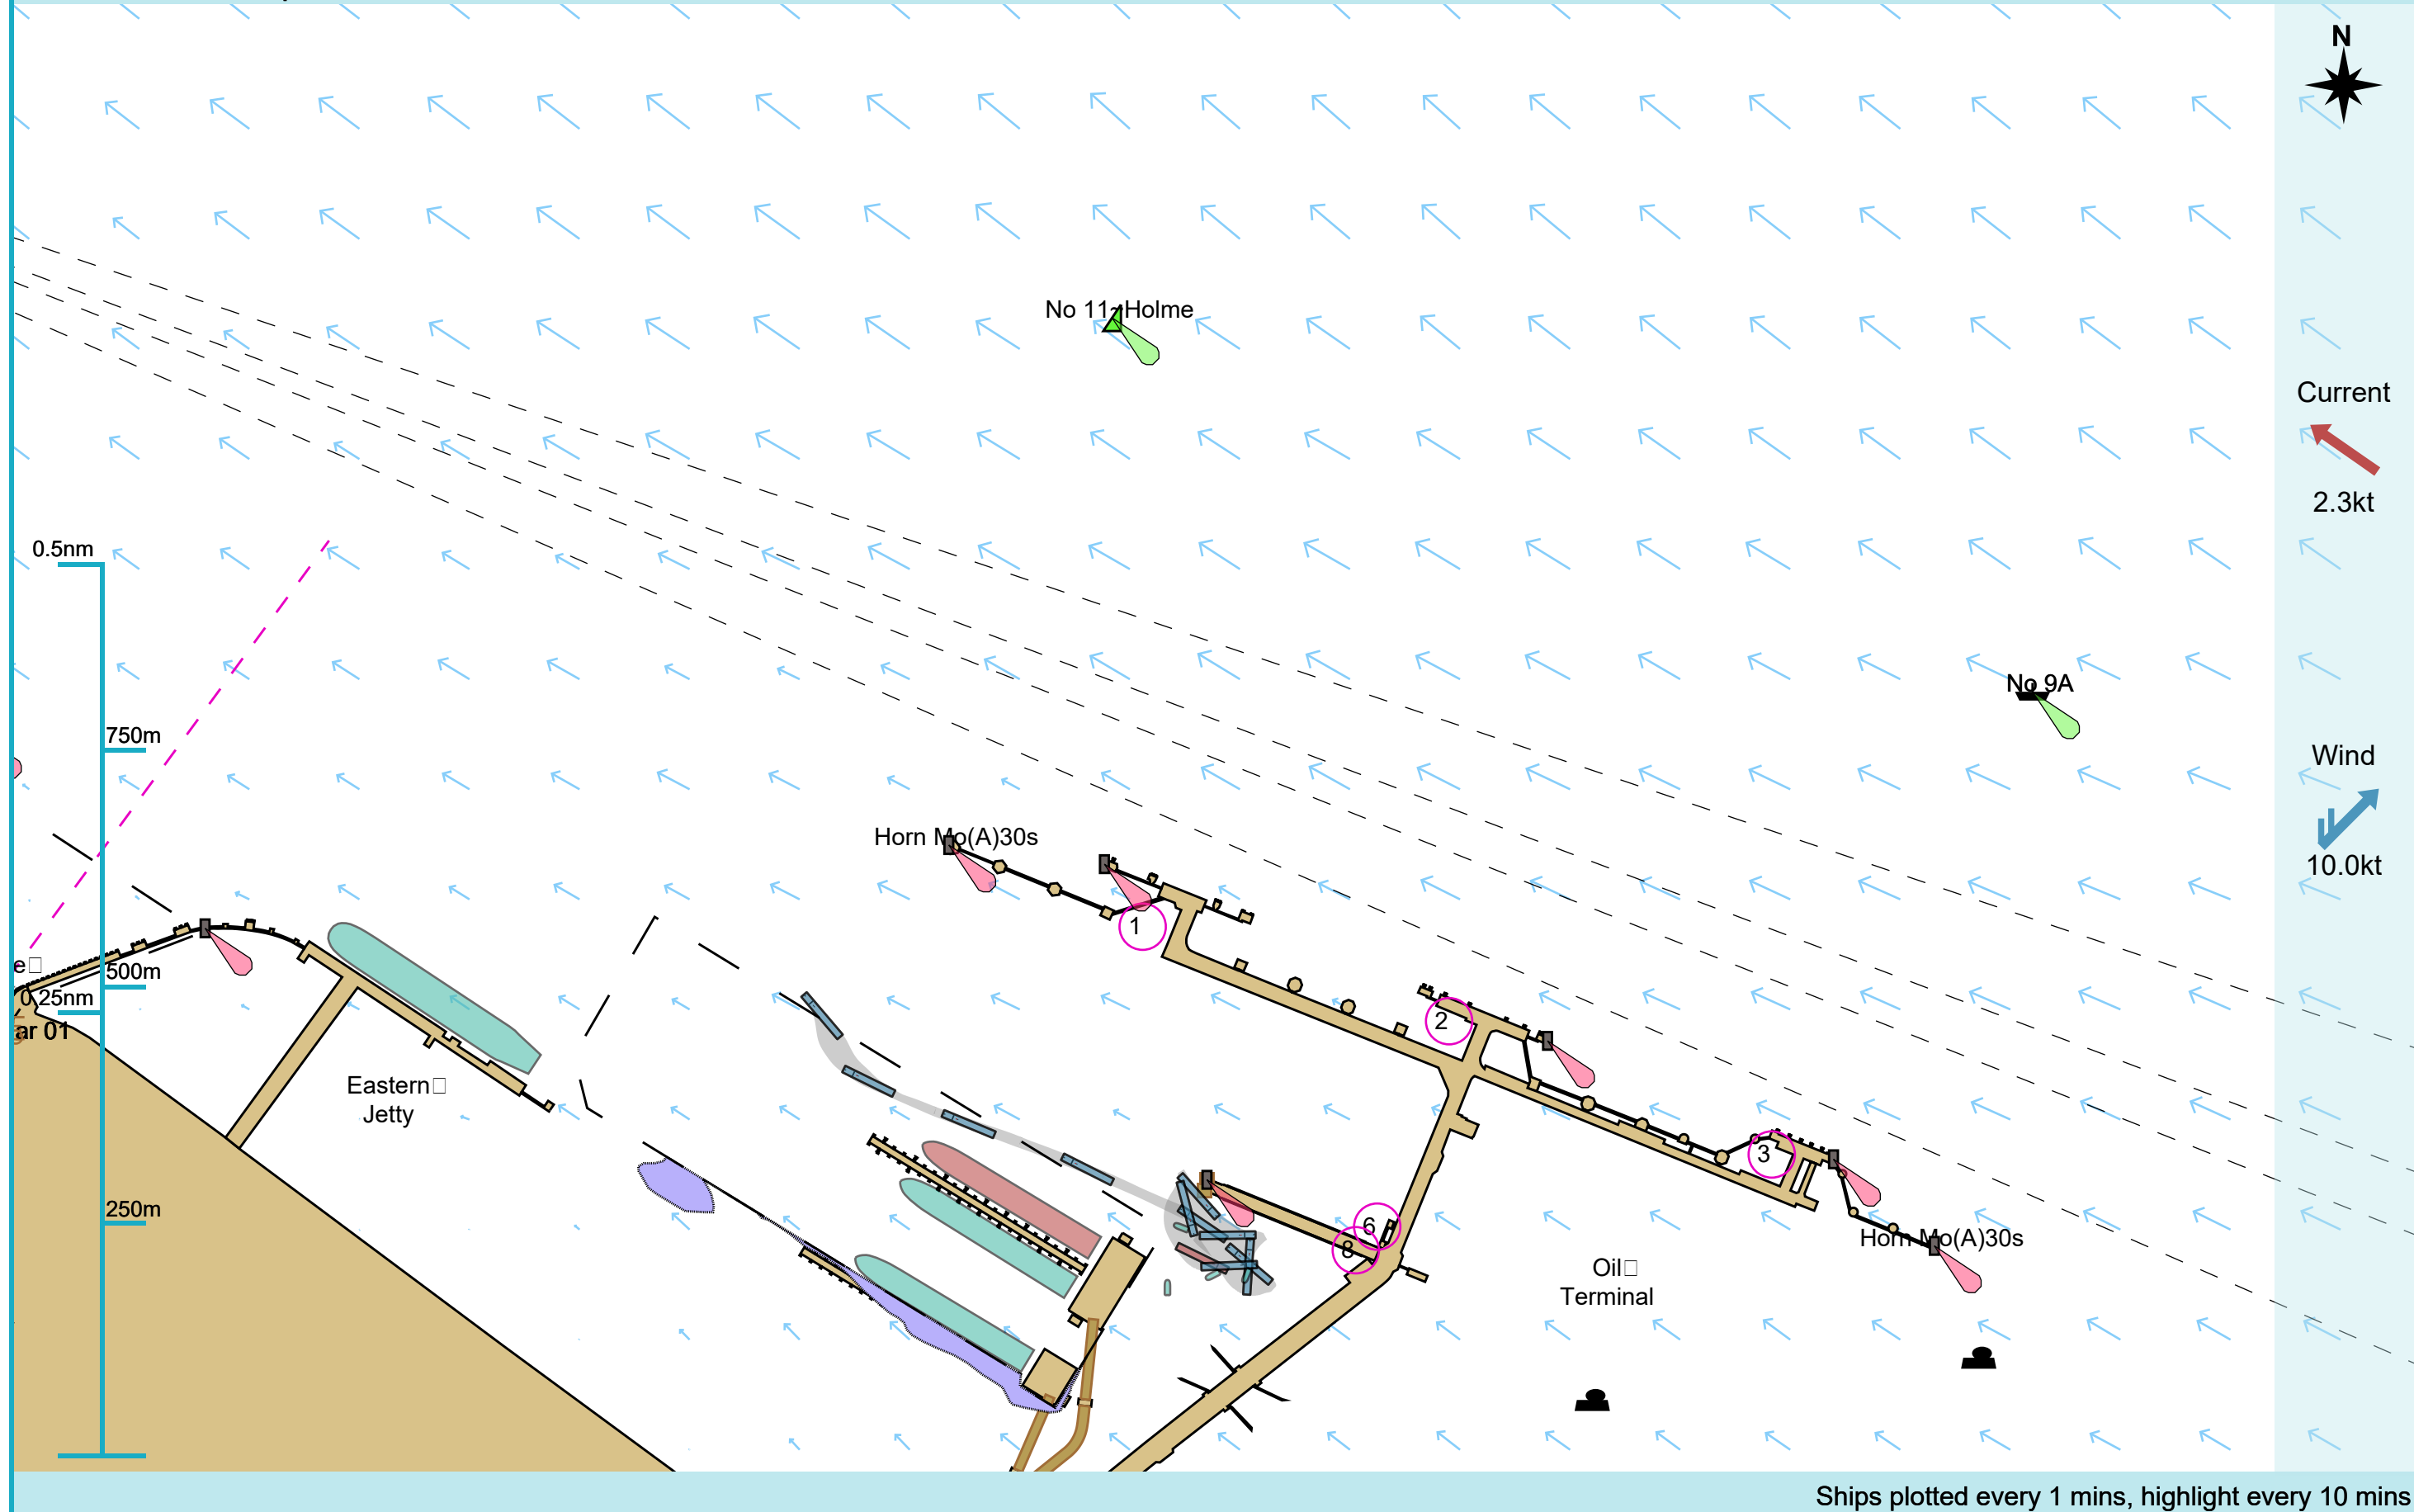 N
No 11-Holme
Current
2.3kt
0.5nm
No 9A
750m
Wind
Horn Mo(A)30s
10.0kt
1
e
500m
0.25nm
2
ar 01
Eastern
Jetty
3
250m
6
Horn Mo(A)30s
8
Oil
Terminal
Ships plotted every 1 mins, highlight every 10 mins